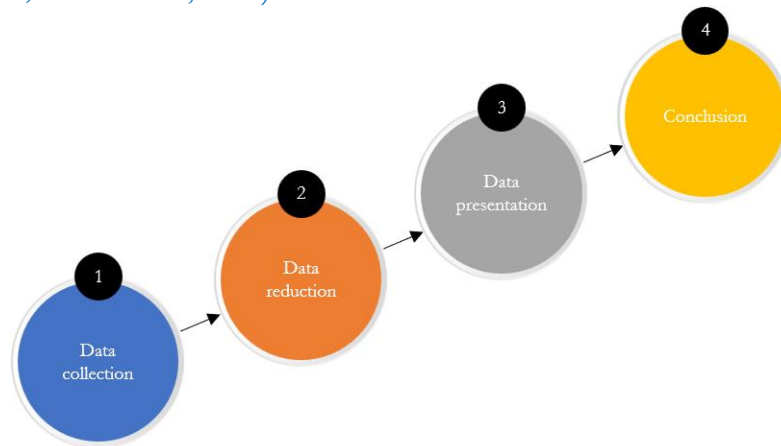 1
Data
collection
2
Data
reduction
3
Data
presentation
4
Conclusion